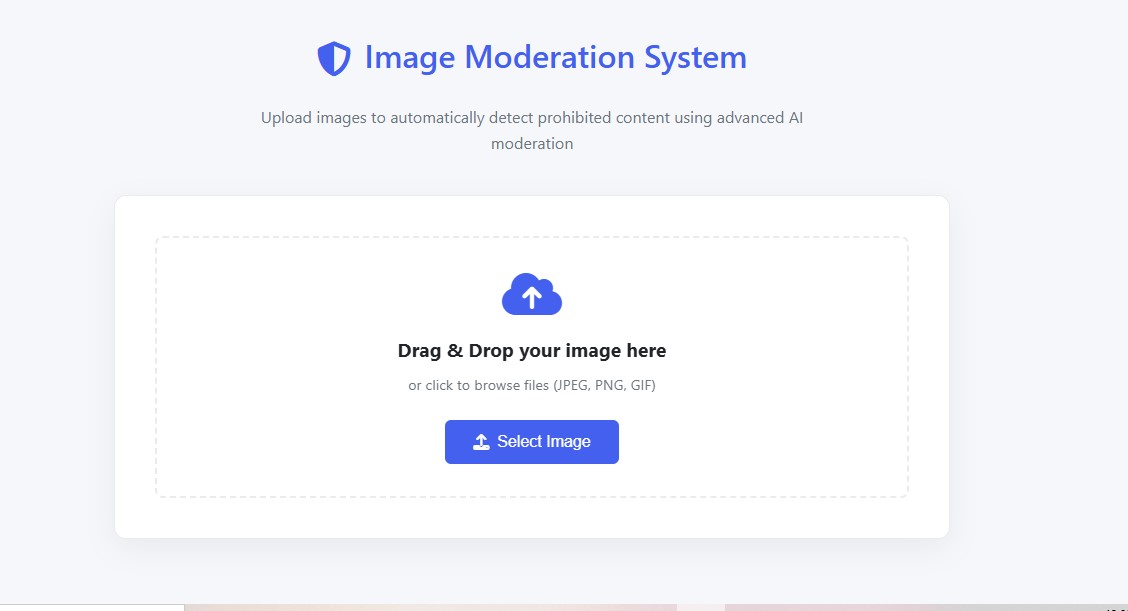 Image Moderation System
Upload images to automatically detect prohibited content using advanced AI
moderation
Drag & Drop your image here
or click to browse files (JPEG, PNG, GIF)
Select Image